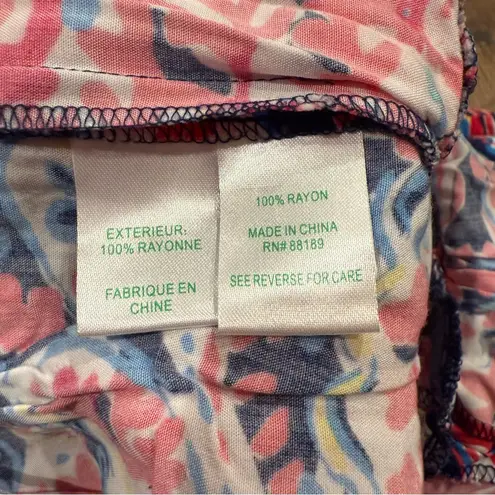 EXTERIEUR:
100% RAYONNE
FABRIQUE EN
CHINE
100% RAYON
MADE IN CHINA
RN# 88189
SEE REVERSE FOR CARE